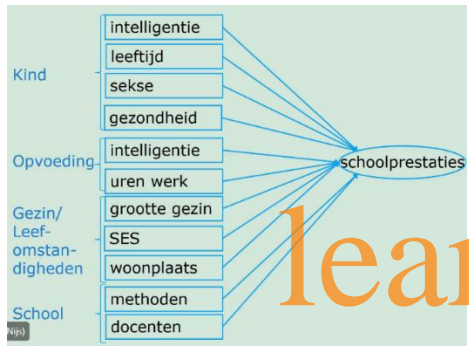 Kind
intelligentie
leeftijd
sekse
gezondheid
Opvoeding
intelligentie
uren werk
Gezin/
Leef-
omstan-
digheden
grootte gezin
SES
woonplaats
School
methoden
docenten
schoolprestaties
lear
Nijs)